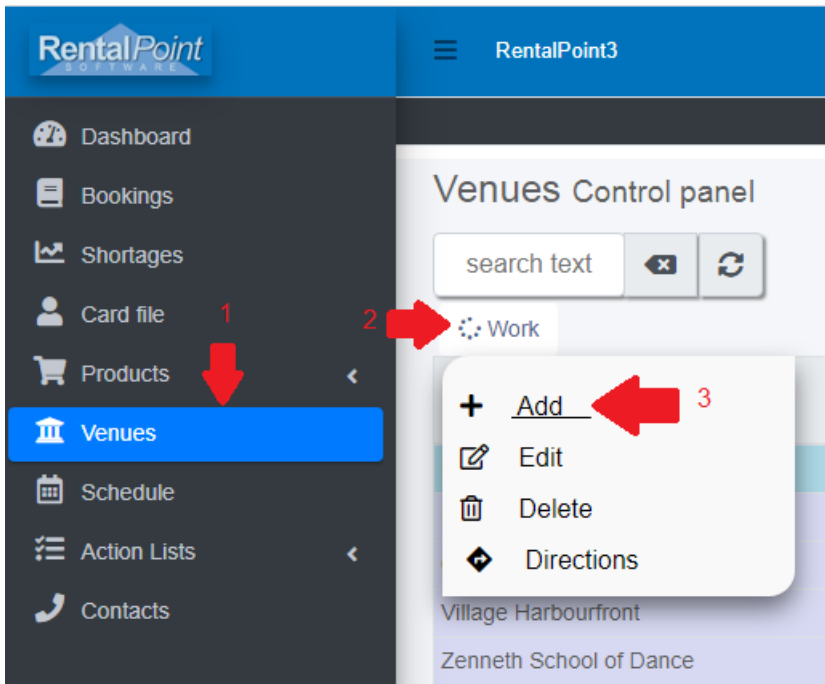 RentalPoint
SOFTWARE
RentalPoint3
Dashboard
Bookings
Shortages
Card file
1
Products
Venues
Schedule
Action Lists
Contacts
Venues Control panel
search text
2
Work
Add
3
Edit
Delete
Directions
Village Harbourfront
Zenneth School of Dance